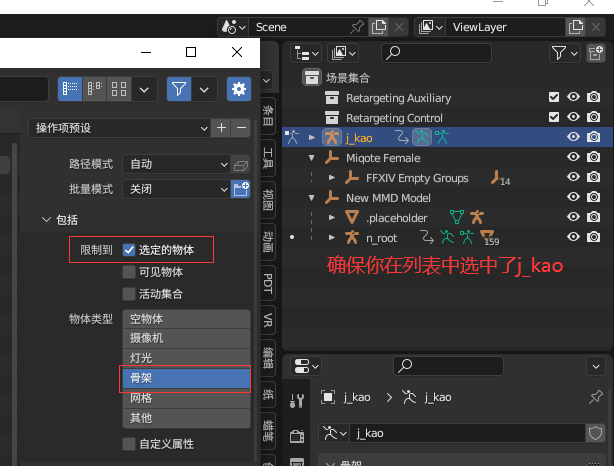 Scene
ViewLayer
场景集合
Retargeting Auxiliary
Retargeting Control
j_kao
Miqote Female
FFXIV Empty Groups
14
New MMD Model
.placeholder
n_root
159
确保你在列表中选中了j_kao
操作项预设
路径模式 自动
批量模式 关闭
包括
限制到 选定的物体
可见物体
活动集合
物体类型 空物体
摄像机
灯光
骨架
网格
其他
自定义属性
条目
工具
视图
动画
PDT
VR
编辑
纸
蜡笔
j_kao
j_kao
j_kao
骨架